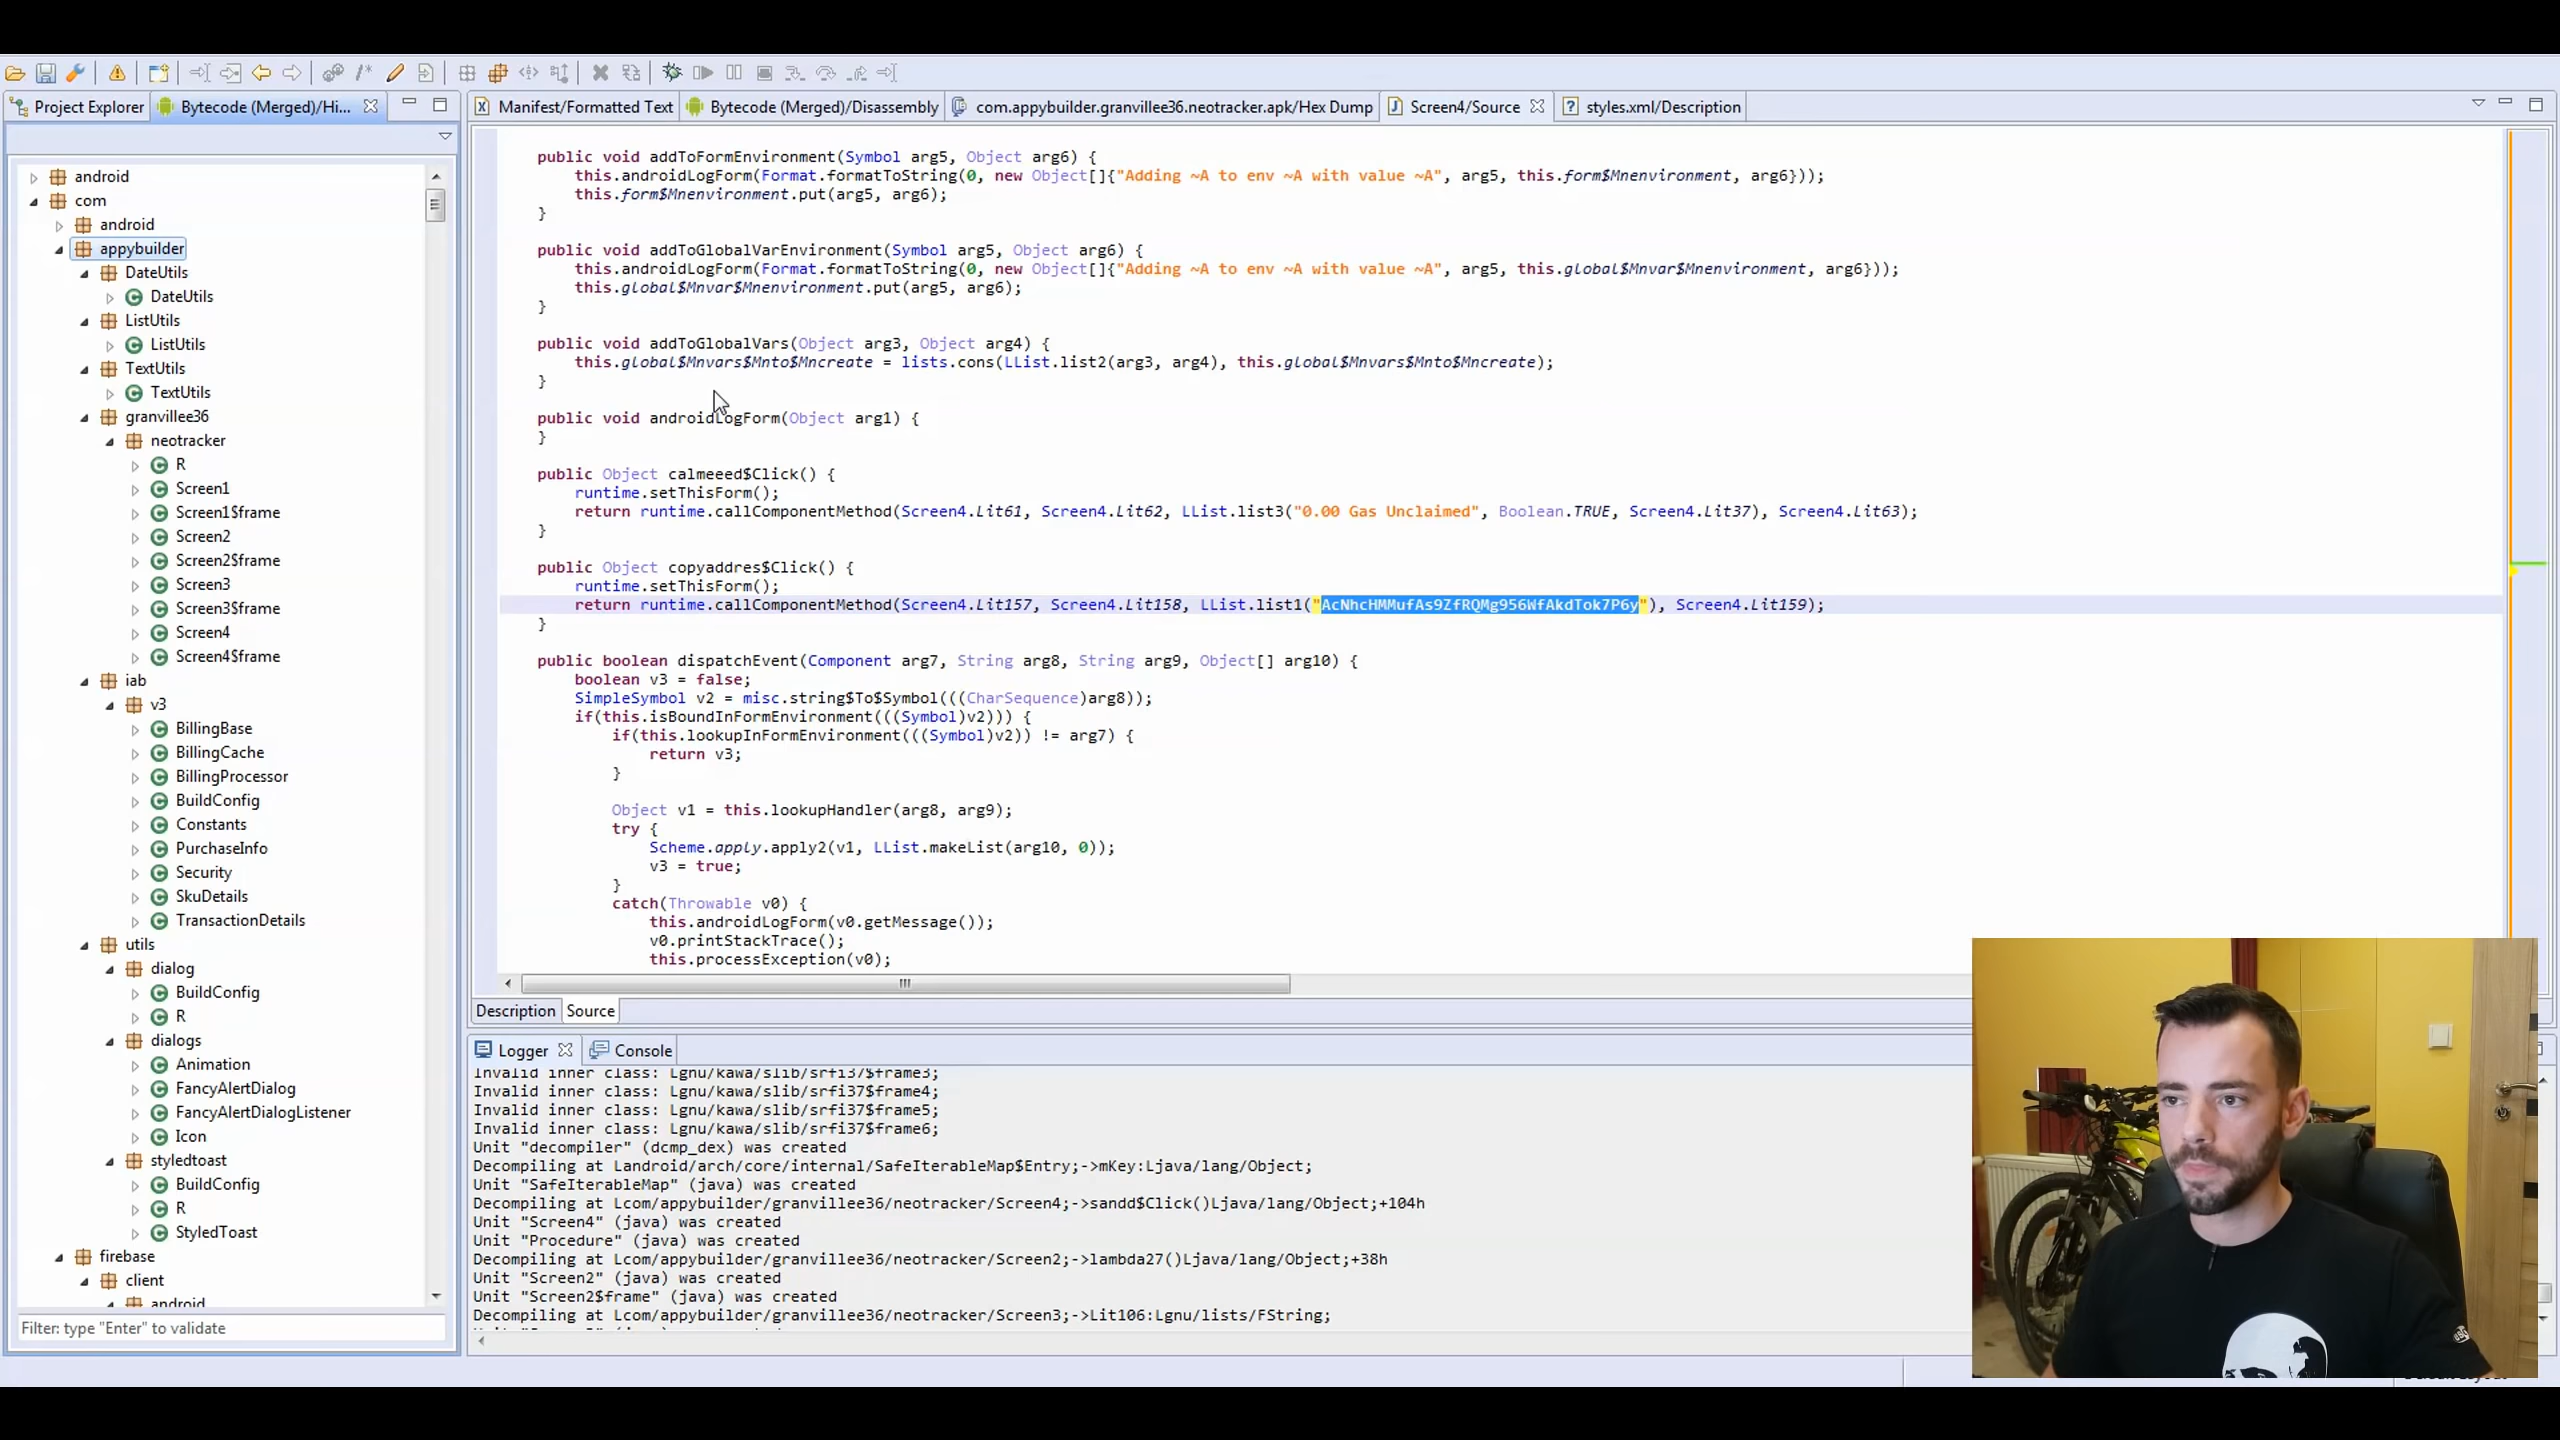 Project Explorer
Bytecode (Merged)/Hi...
Manifest/Formatted Text
Bytecode (Merged)/Disassembly
com.appybuilder.granvillee36.neotracker.apk/Hex Dump
Screen4/Source
styles.xml/Description
android
com
android
appybuilder
DateUtils
DateUtils
ListUtils
ListUtils
TextUtils
TextUtils
granvillee36
neotracker
R
Screen1
Screen1$frame
Screen2
Screen2$frame
Screen3
Screen3$frame
Screen4
Screen4$frame
iab
v3
BillingBase
BillingCache
BillingProcessor
BuildConfig
Constants
PurchaseInfo
Security
SkuDetails
TransactionDetails
utils
dialog
BuildConfig
R
dialogs
Animation
FancyAlertDialog
FancyAlertDialogListener
Icon
styledtoast
BuildConfig
R
StyledToast
firebase
client
android
Filter: type "Enter" to validate
public void addToFormEnvironment(Symbol arg5, Object arg6) {
this.androidLogForm(Format.formatToString(0, new Object[]{"Adding ~A to env ~A with value ~A", arg5, this.form$Mnenvironment, arg6}));
this.form$Mnenvironment.put(arg5, arg6);
}
public void addToGlobalVarEnvironment(Symbol arg5, Object arg6) {
this.androidLogForm(Format.formatToString(0, new Object[]{"Adding ~A to env ~A with value ~A", arg5, this.global$Mnvar$Mnenvironment, arg6}));
this.global$Mnvar$Mnenvironment.put(arg5, arg6);
}
public void addToGlobalVars(Object arg3, Object arg4) {
this.global$Mnvars$Mnto$Mncreate = lists.cons(LList.list2(arg3, arg4), this.global$Mnvars$Mnto$Mncreate);
}
public void androidLogForm(Object arg1) {
}
public Object calmeeed$Click() {
runtime.setThisForm();
return runtime.callComponentMethod(Screen4.Lit61, Screen4.Lit62, LList.list3("0.00 Gas Unclaimed", Boolean.TRUE, Screen4.Lit37), Screen4.Lit63);
}
public Object copyaddres$Click() {
runtime.setThisForm();
return runtime.callComponentMethod(Screen4.Lit157, Screen4.Lit158, LList.list1("AcNhcHMMufAs9ZfRQMg956WfAkdTok7P6y"), Screen4.Lit159);
}
public boolean dispatchEvent(Component arg7, String arg8, String arg9, Object[] arg10) {
boolean v3 = false;
SimpleSymbol v2 = misc.string$To$Symbol(((CharSequence)arg8));
if(this.isBoundInFormEnvironment(((Symbol)v2))) {
if(this.lookupInFormEnvironment(((Symbol)v2)) != arg7) {
return v3;
}
Object v1 = this.lookupHandler(arg8, arg9);
try {
Scheme.apply.apply2(v1, LList.makeList(arg10, 0));
v3 = true;
}
catch(Throwable v0) {
this.androidLogForm(v0.getMessage());
v0.printStackTrace();
this.processException(v0);
Description
Source
Logger
Console
Invalid inner class: Lgnu/kawa/slib/srfi37$frame3;
Invalid inner class: Lgnu/kawa/slib/srfi37$frame4;
Invalid inner class: Lgnu/kawa/slib/srfi37$frame5;
Invalid inner class: Lgnu/kawa/slib/srfi37$frame6;
Unit "decompiler" (dcmp_dex) was created
Decompiling at Landroid/arch/core/internal/SafeIterableMap$Entry;->mKey:Ljava/lang/Object;
Unit "SafeIterableMap" (java) was created
Decompiling at Lcom/appybuilder/granvillee36/neotracker/Screen4;->sandd$Click()Ljava/lang/Object;+104h
Unit "Screen4" (java) was created
Unit "Procedure" (java) was created
Decompiling at Lcom/appybuilder/granvillee36/neotracker/Screen2;->lambda27()Ljava/lang/Object;+38h
Unit "Screen2" (java) was created
Unit "Screen2$frame" (java) was created
Decompiling at Lcom/appybuilder/granvillee36/neotracker/Screen3;->Lit106:Lgnu/lists/FString;